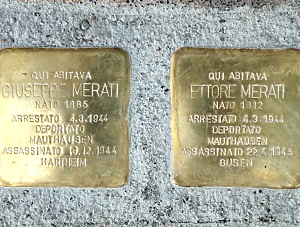 QUI ABITAVA
GIUSEPPE MERATI
NATO 1885
ARRESTATO 4.3.1944
DEPORTATO
MAUTHAUSEN
ASSASSINATO 10.12.1944
HARTHEIM
QUI ABITAVA
ETTORE MERATI
NATO 1912
ARRESTATO 4.3.1944
DEPORTATO
MAUTHAUSEN
ASSASSINATO 22.4.1945
GUSEN